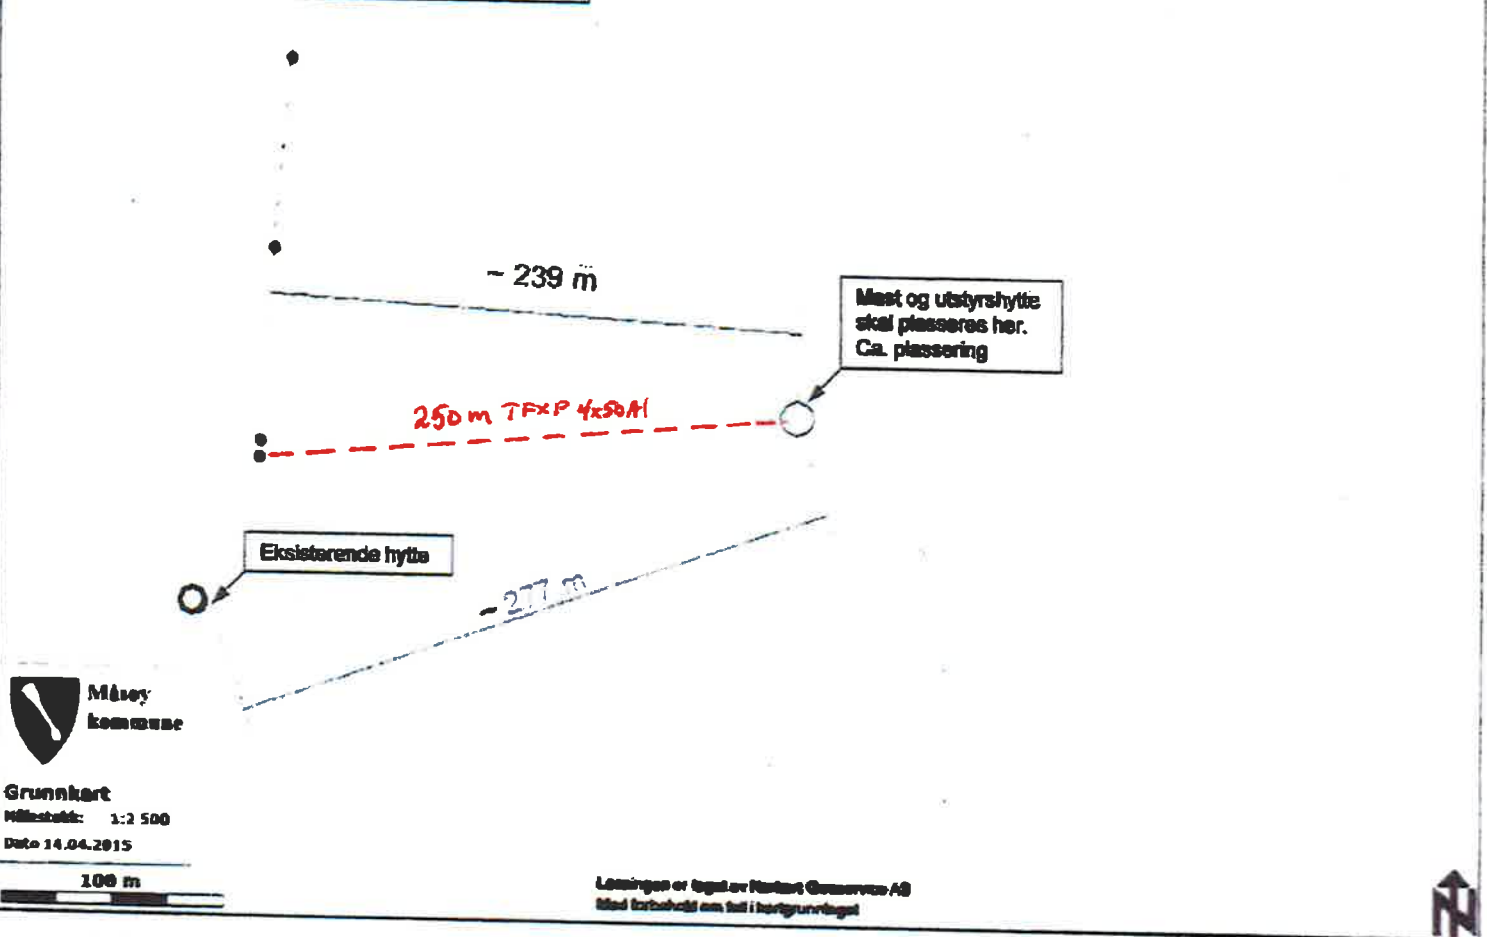 ~ 239 m
Mast og utstyrshytte
skal plasseres her.
Ca. plassering
250 m TFXP 4x50 Al
Eksisterende hytte
~ 277 m
Måsøy
kommune
Grunnkart
Målestokk: 1:2 500
Dato 14.04.2015
100 m
Løsningen er laget av Norkart Geoservice AS
Med forbehold om feil i kartgrunnlaget
N